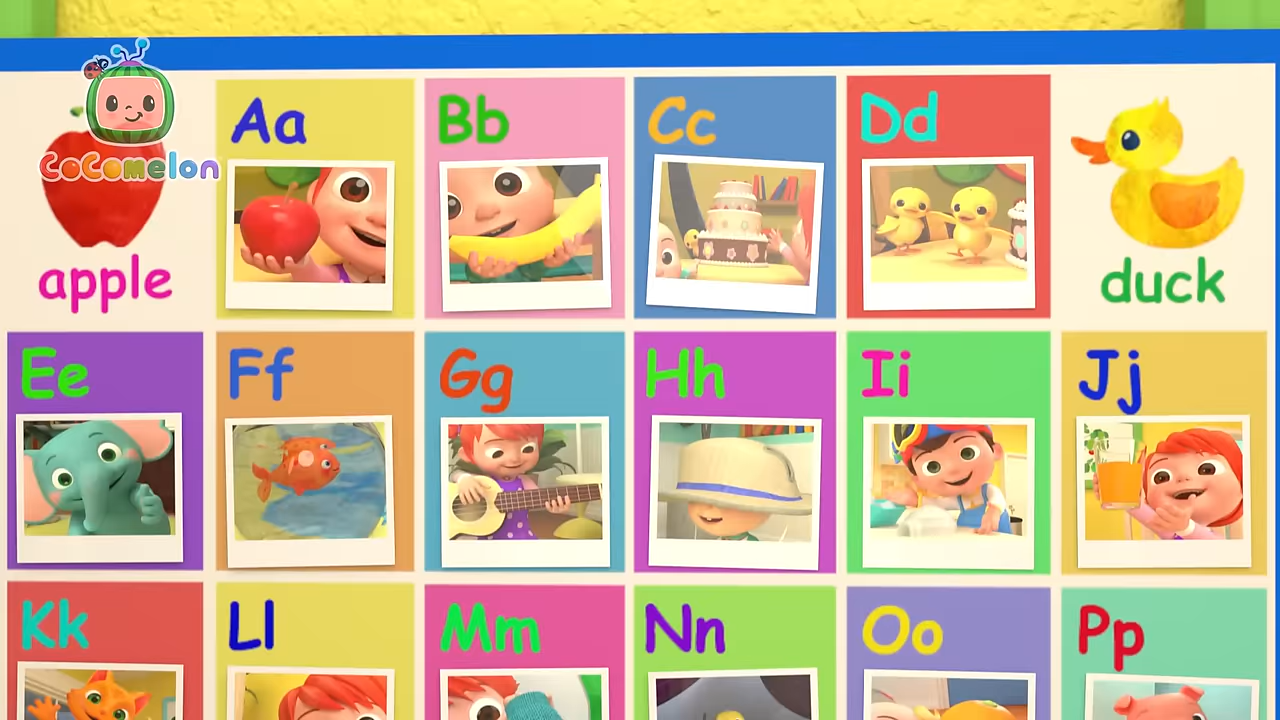 CoComelon
apple
Aa
Bb
Cc
Dd
duck
Ee
Ff
Gg
Hh
Ii
Jj
Kk
Ll
Mm
Nn
Oo
Pp